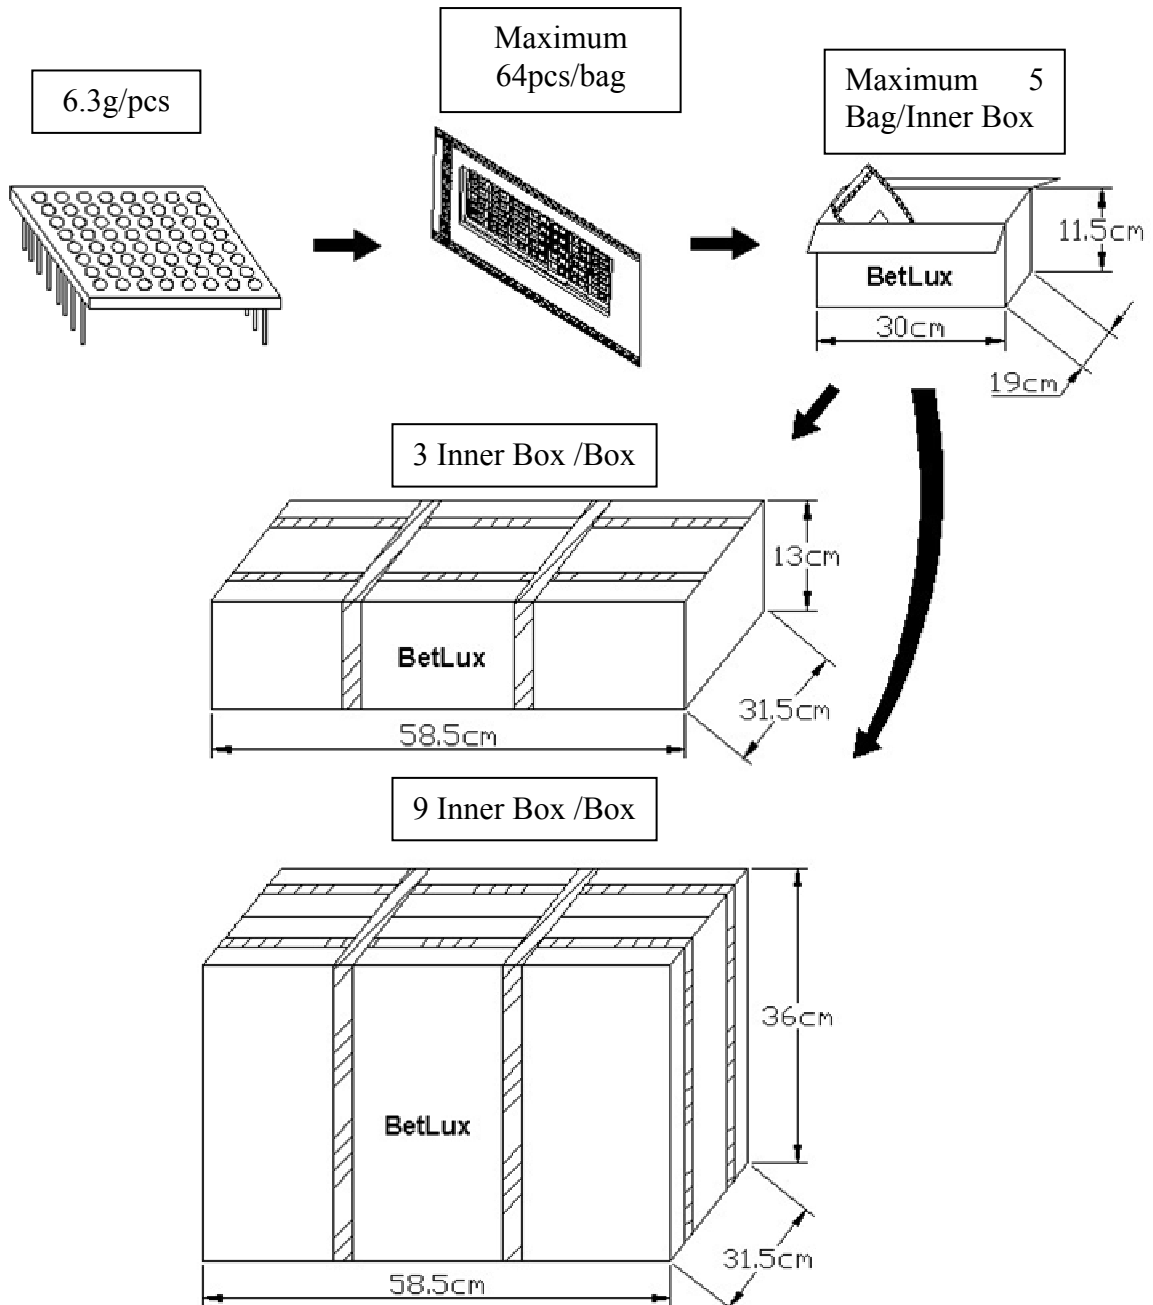 6.3g/pcs
Maximum
64pcs/bag
Maximum 5
Bag/Inner Box
BetLux
11.5cm
30cm
19cm
3 Inner Box /Box
BetLux
13cm
31.5cm
58.5cm
9 Inner Box /Box
BetLux
36cm
31.5cm
58.5cm